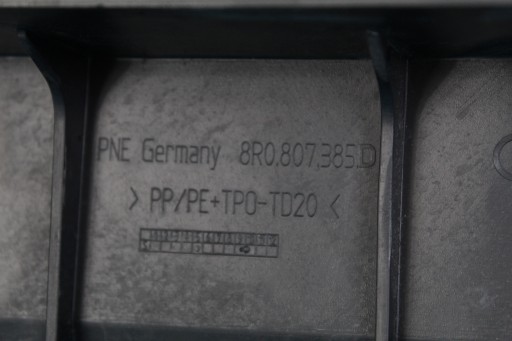 PNE Germany 8R0.807.385.D
> PP/PE+TPO-TD20 <